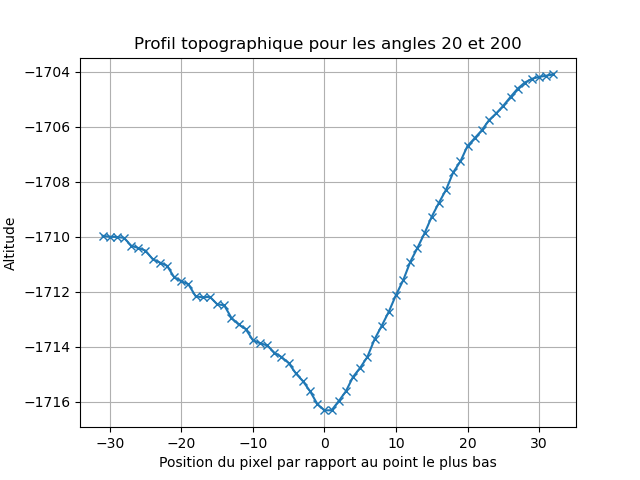 Profil topographique pour les angles 20 et 200
−1704
−1706
−1708
−1710
−1712
−1714
−1716
Altitude
−30 −20 −10 0 10 20 30
Position du pixel par rapport au point le plus bas